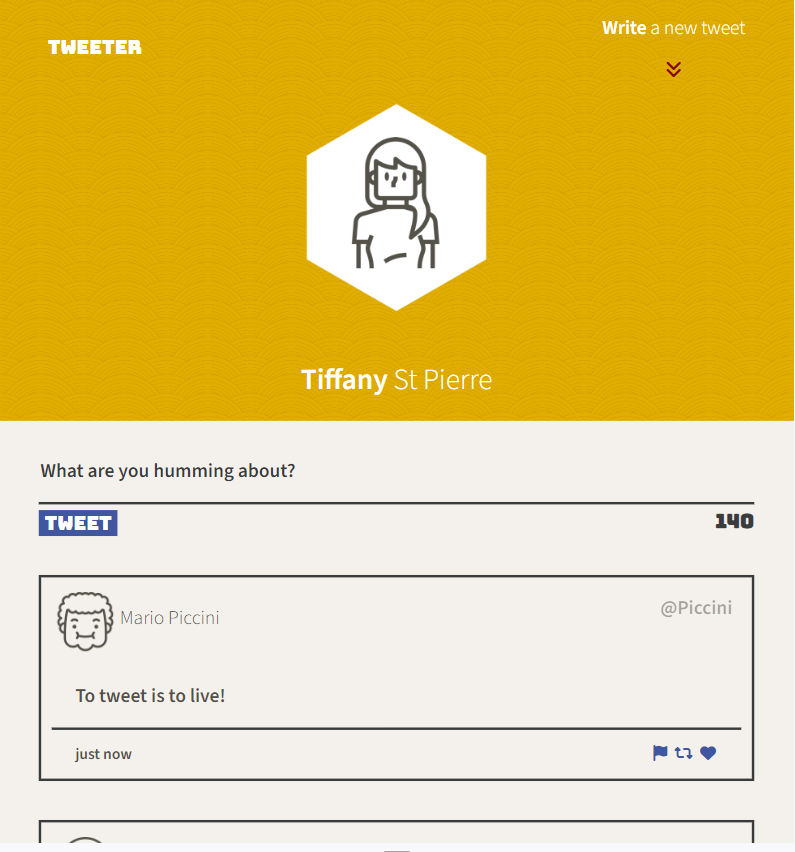 TWEETER
Write a new tweet
Tiffany St Pierre
What are you humming about?
TWEET
140
Mario Piccini
@Piccini
To tweet is to live!
just now